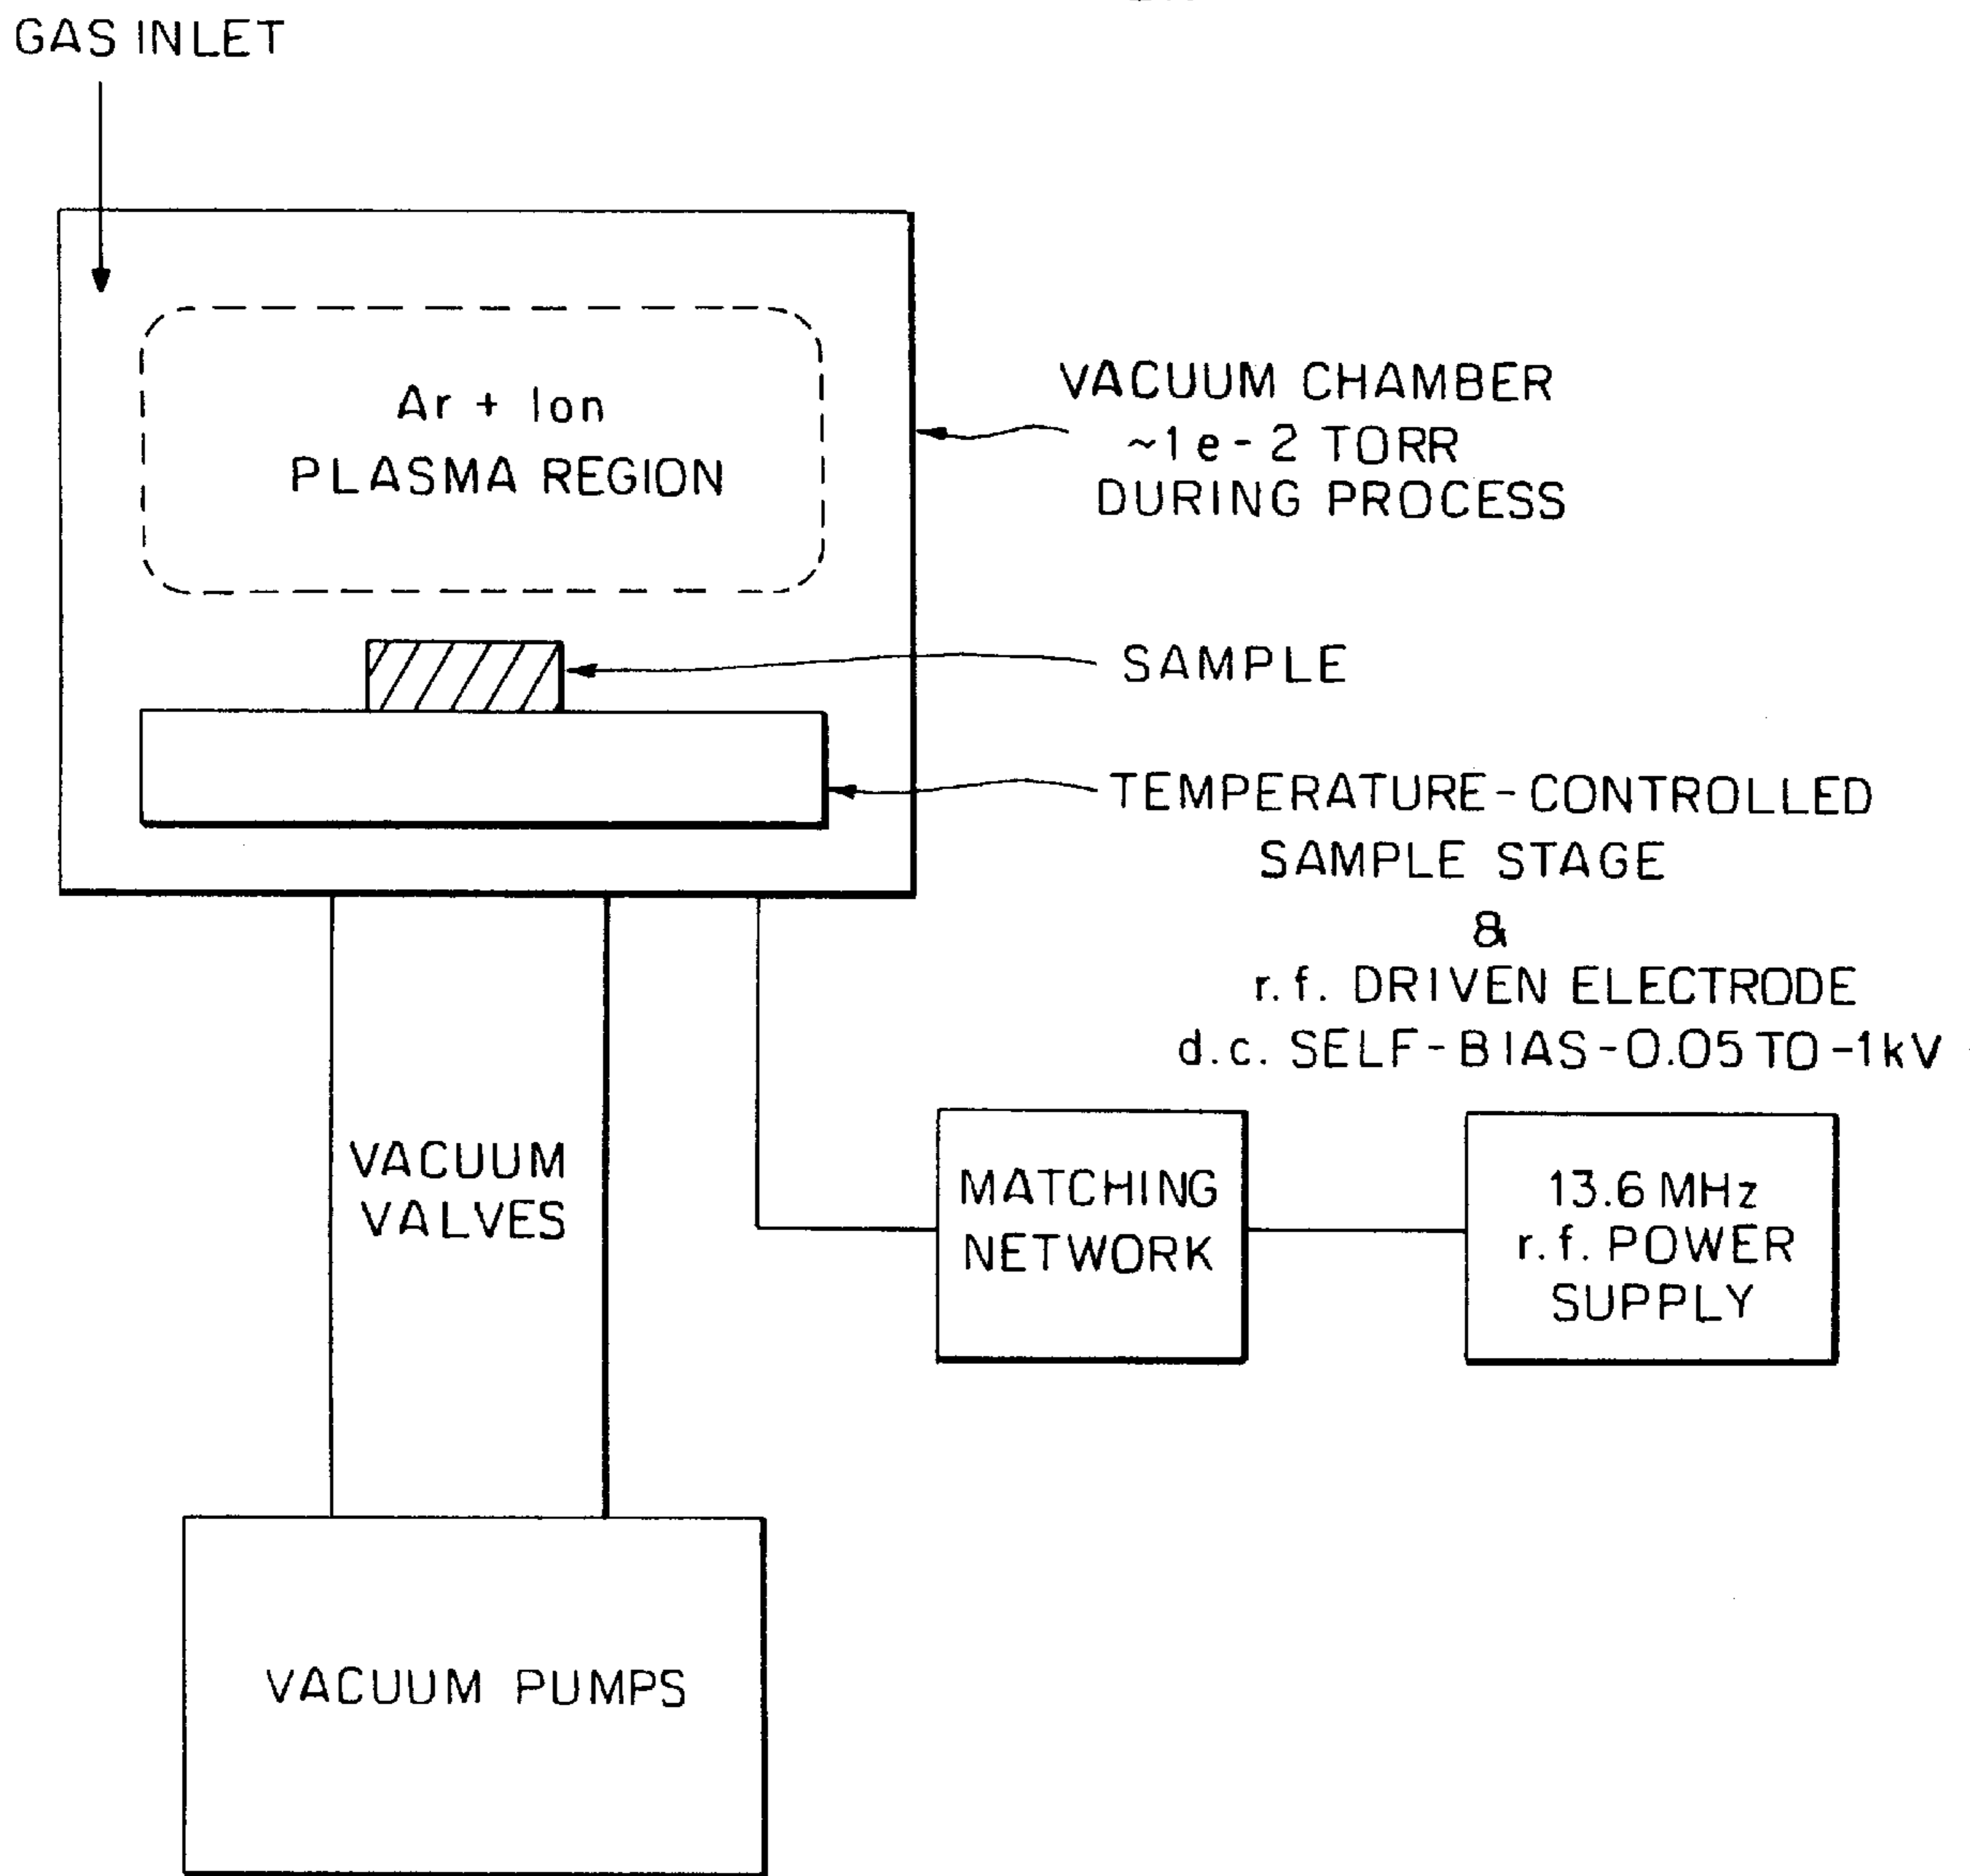 GAS INLET
Ar + Ion
PLASMA REGION
VACUUM CHAMBER
~1e-2 TORR
DURING PROCESS
SAMPLE
TEMPERATURE-CONTROLLED
SAMPLE STAGE
&
r.f. DRIVEN ELECTRODE
d.c. SELF-BIAS-0.05 TO -1kV
VACUUM
VALVES
MATCHING
NETWORK
13.6 MHz
r.f. POWER
SUPPLY
VACUUM PUMPS